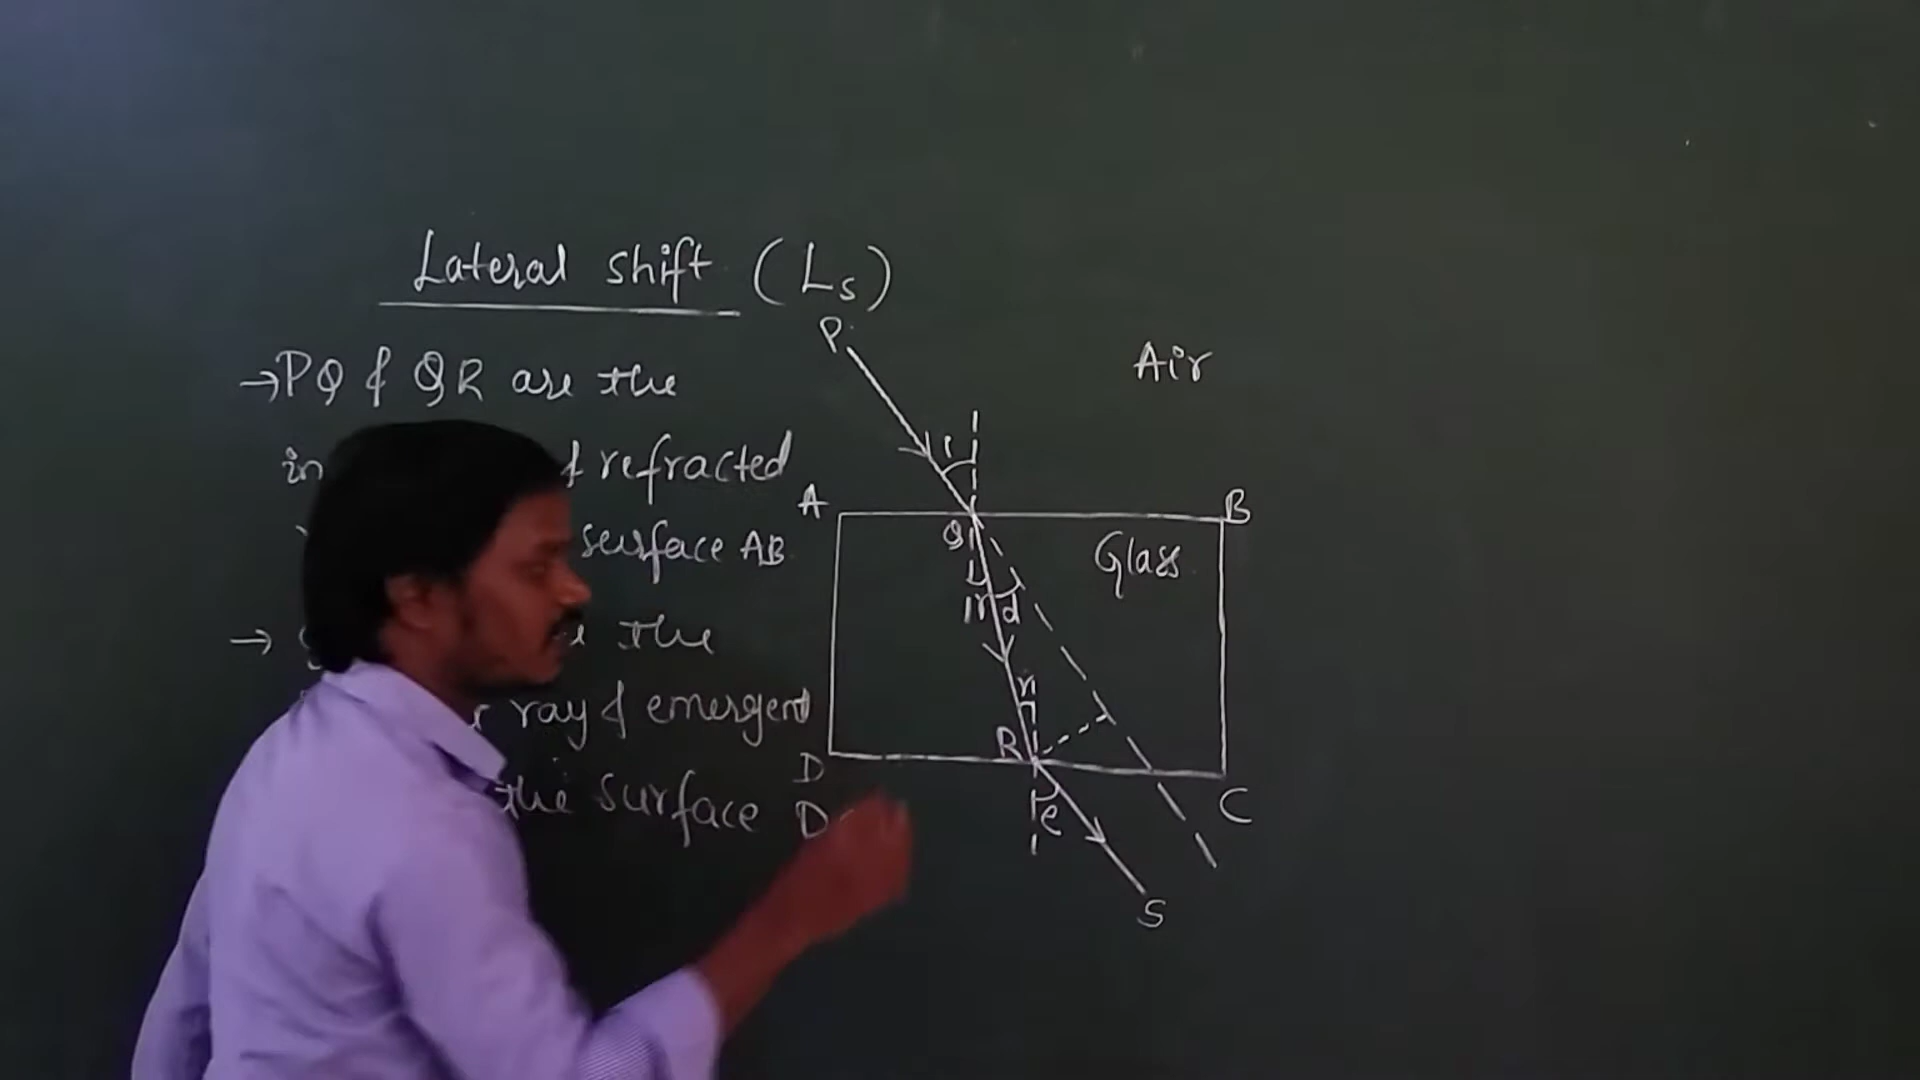 Lateral shift (Ls)
→PQ & QR are the
in & refracted
surface AB
→ the
ray & emergent
the surface D
P
Air
i
A
B
Q
Glass
r d
r
R
D
C
e
S